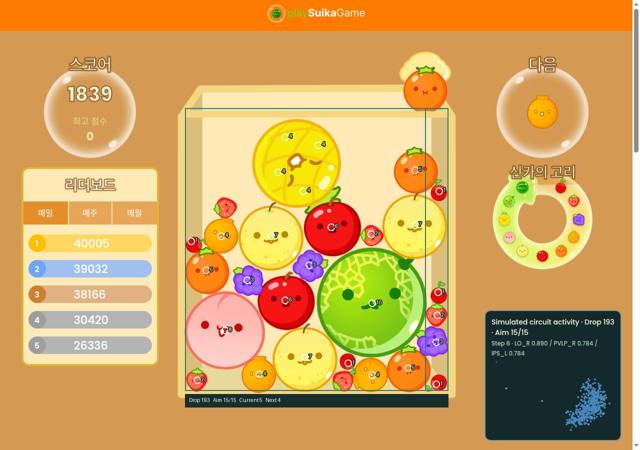 playSuikaGame
스코어
1839
최고 점수
0
리더보드
매일 매주 매월
1 40005
2 39032
3 38166
4 30420
5 26336
다음
신카의 고리
Simulated circuit activity · Drop 193
· Aim 15/15
Step 6 · LO_R 0.890 / PVLP_R 0.784 /
IPS_L 0.784
Drop 193 Aim 15/15 Current 5 Next 4